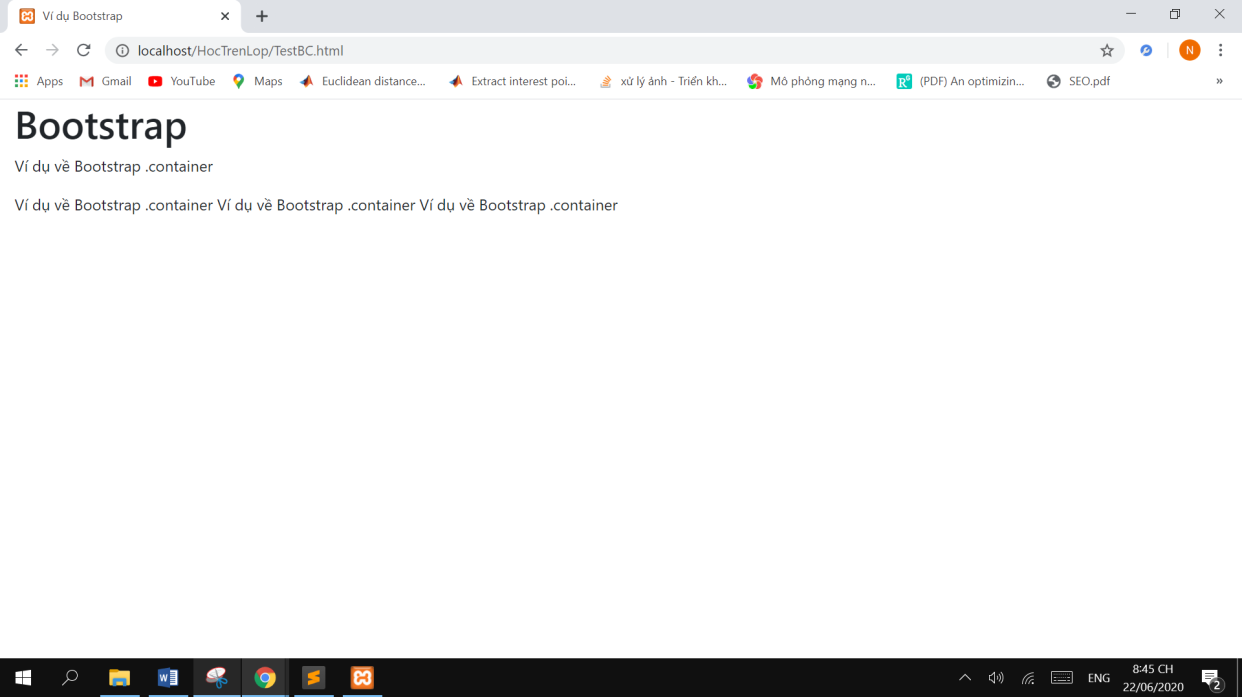 Ví dụ Bootstrap
localhost/HocTrenLop/TestBC.html
N
Apps Gmail YouTube Maps Euclidean distance... Extract interest poi... xử lý ảnh - Triển kh... Mô phỏng mạng n... (PDF) An optimizin... SEO.pdf »
Bootstrap
Ví dụ về Bootstrap .container
Ví dụ về Bootstrap .container Ví dụ về Bootstrap .container Ví dụ về Bootstrap .container
ENG
8:45 CH
22/06/2020
2